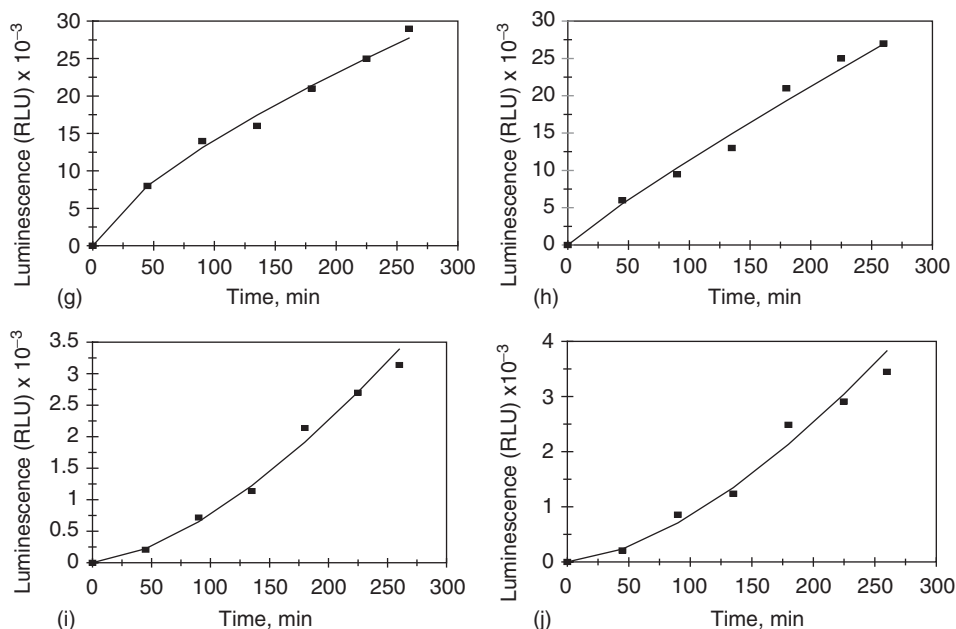 Luminescence (RLU) x 10⁻³
30
25
20
15
10
5
0
0 50 100 150 200 250 300
Time, min
(g)
Luminescence (RLU) x 10⁻³
30
25
20
15
10
5
0
0 50 100 150 200 250 300
Time, min
(h)
Luminescence (RLU) x 10⁻³
3.5
3
2.5
2
1.5
1
0.5
0
0 50 100 150 200 250 300
Time, min
(i)
Luminescence (RLU) x10⁻³
4
3
2
1
0
0 50 100 150 200 250 300
Time, min
(j)